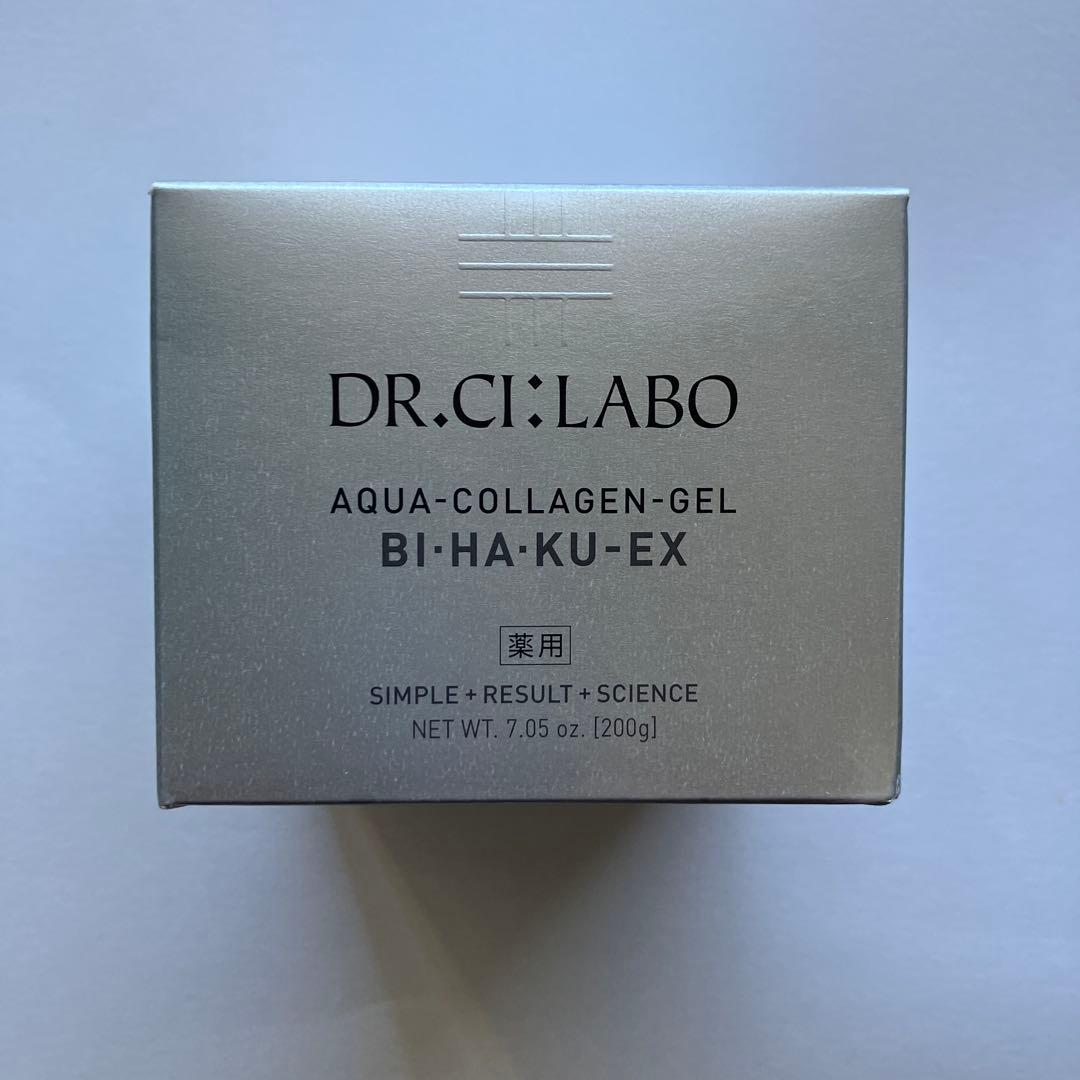 DR.CI:LABO
AQUA-COLLAGEN-GEL
BI·HA·KU-EX
薬用
SIMPLE+RESULT+SCIENCE
NET WT. 7.05 oz. [200g]